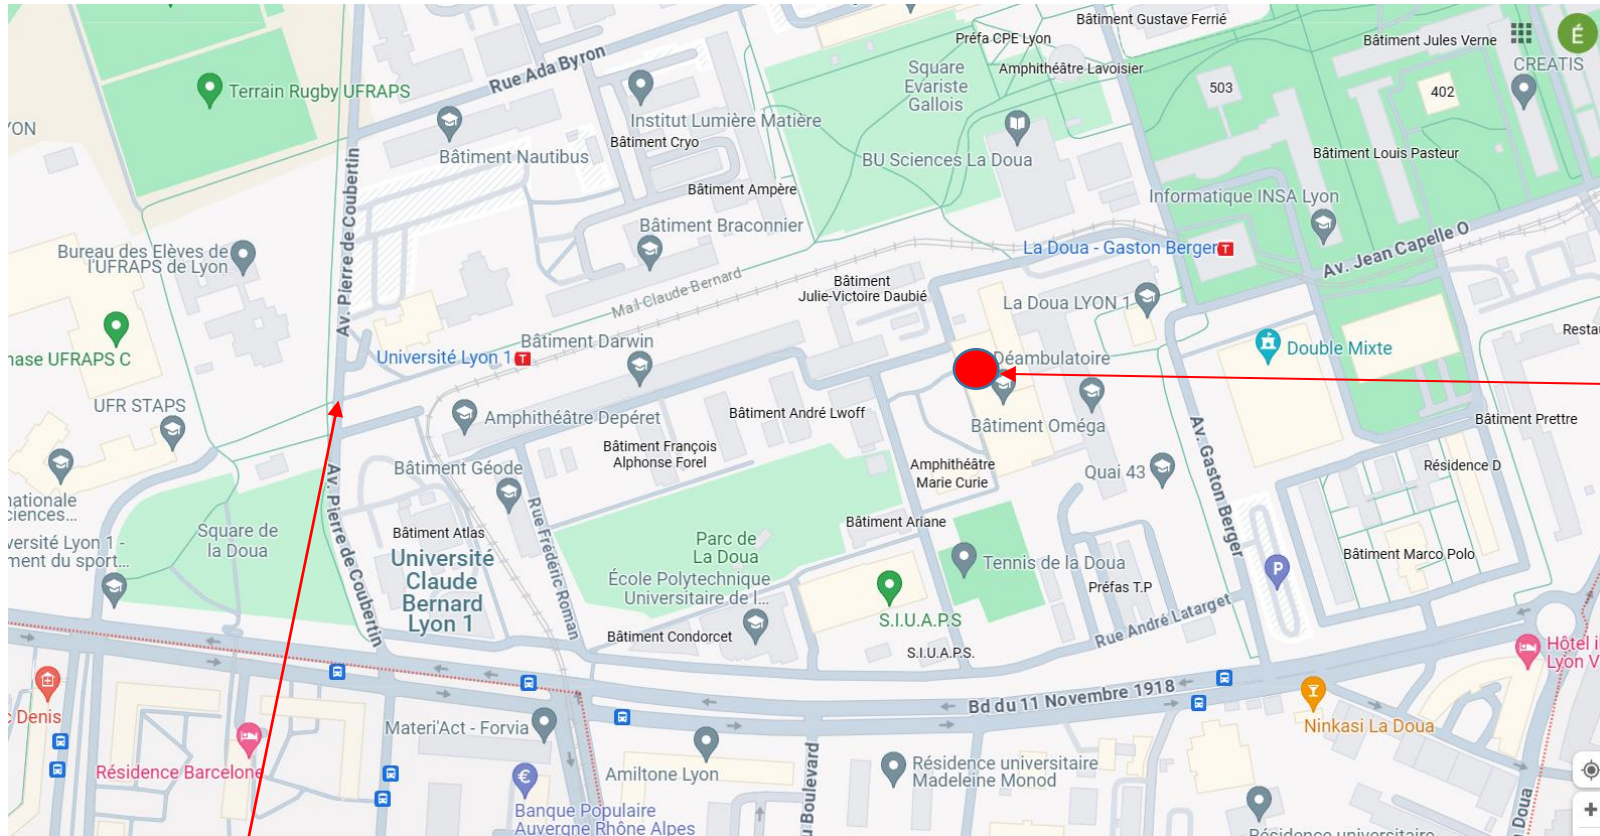 Bâtiment Gustave Ferrié
Préfa CPE Lyon
Bâtiment Jules Verne
É
CREATIS
Rue Ada Byron
Square
Evariste
Gallois
Amphithéâtre Lavoisier
503
402
Terrain Rugby UFRAPS
YON
Institut Lumière Matière
Bâtiment Cryo
Bâtiment Nautibus
BU Sciences La Doua
Bâtiment Louis Pasteur
Bâtiment Ampère
Informatique INSA Lyon
Av. Pierre de Coubertin
Bâtiment Braconnier
Bureau des Elèves de
l'UFRAPS de Lyon
La Doua - Gaston Berger T
Av. Jean Capelle O
Mail Claude Bernard
Bâtiment
Julie-Victoire Daubié
La Doua LYON 1
Restau
Université Lyon 1 T
Bâtiment Darwin
Double Mixte
nase UFRAPS C
Déambulatoire
UFR STAPS
Amphithéâtre Depéret
Bâtiment André Lwoff
Bâtiment Oméga
Bâtiment Prettre
Bâtiment François
Alphonse Forel
Bâtiment Géode
Amphithéâtre
Marie Curie
Quai 43
Av. Gaston Berger
Résidence D
nationale
ciences...
Av. Pierre de Coubertin
Rue Frédéric Roman
Square de
la Doua
Bâtiment Atlas
Bâtiment Ariane
versité Lyon 1 -
ment du sport...
Université
Claude
Bernard
Lyon 1
Parc de
La Doua
Tennis de la Doua
Bâtiment Marco Polo
École Polytechnique
Universitaire de l...
P
Préfas T.P
S.I.U.A.P.S
Rue André Latarget
Bâtiment Condorcet
S.I.U.A.P.S.
Hôtel i
Lyon V
Bd du 11 Novembre 1918
c Denis
Materi'Act - Forvia
Ninkasi La Doua
Résidence Barcelone
Amiltone Lyon
Résidence universitaire
Madeleine Monod
u Boulevard
Banque Populaire
Auvergne Rhône Alpes
Doua
Résidence universitaire